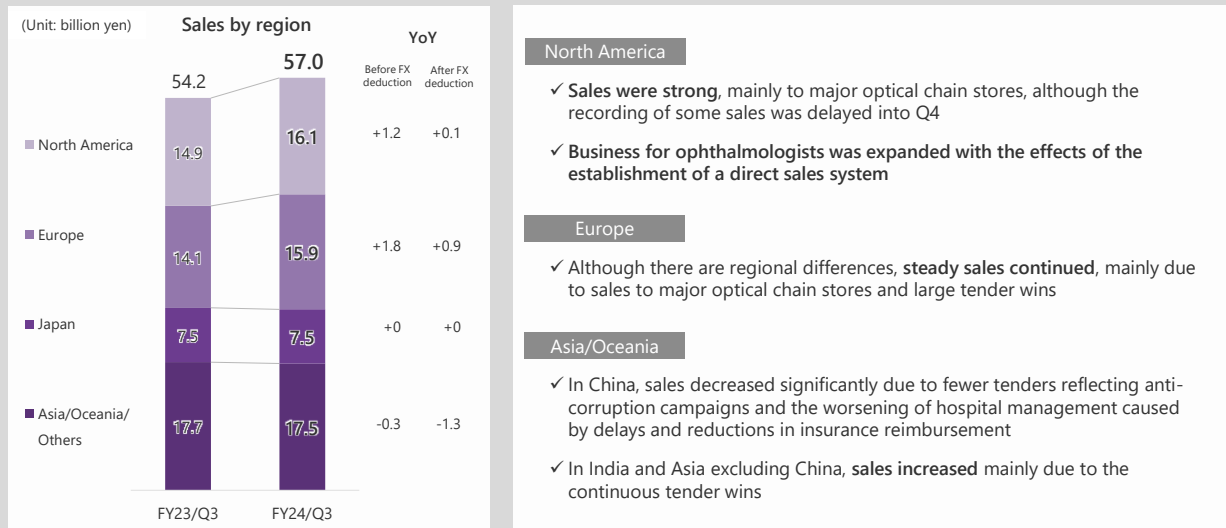 (Unit: billion yen)
Sales by region
YoY
Before FX deduction
After FX deduction
54.2
57.0
North America
14.9
16.1
+1.2
+0.1
Europe
14.1
15.9
+1.8
+0.9
Japan
7.5
7.5
+0
+0
Asia/Oceania/
Others
17.7
17.5
-0.3
-1.3
FY23/Q3
FY24/Q3
North America
✓ Sales were strong, mainly to major optical chain stores, although the
recording of some sales was delayed into Q4
✓ Business for ophthalmologists was expanded with the effects of the
establishment of a direct sales system
Europe
✓ Although there are regional differences, steady sales continued, mainly due
to sales to major optical chain stores and large tender wins
Asia/Oceania
✓ In China, sales decreased significantly due to fewer tenders reflecting anti-
corruption campaigns and the worsening of hospital management caused
by delays and reductions in insurance reimbursement
✓ In India and Asia excluding China, sales increased mainly due to the
continuous tender wins